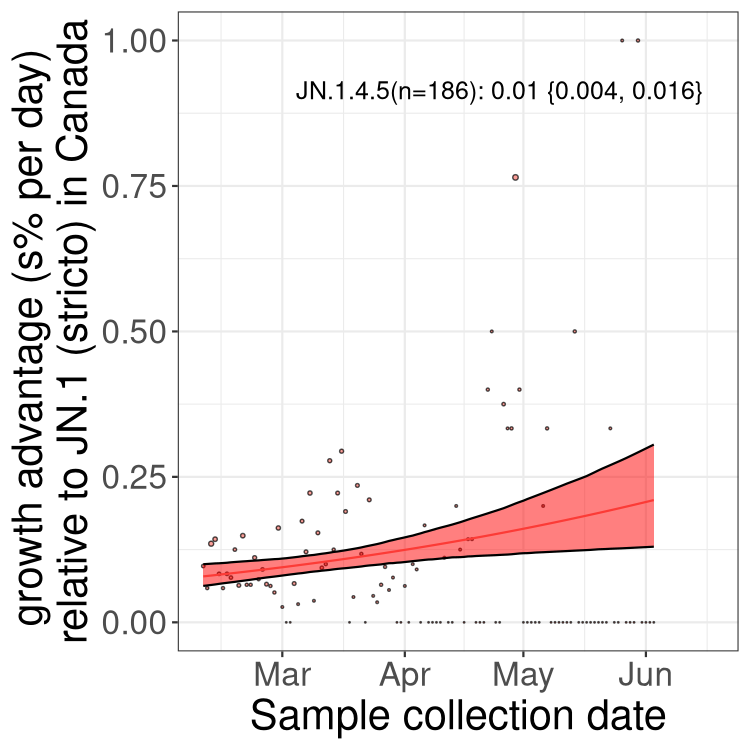 growth advantage (s% per day)
relative to JN.1 (stricto) in Canada
1.00
0.75
0.50
0.25
0.00
JN.1.4.5(n=186): 0.01 {0.004, 0.016}
Mar Apr May Jun
Sample collection date